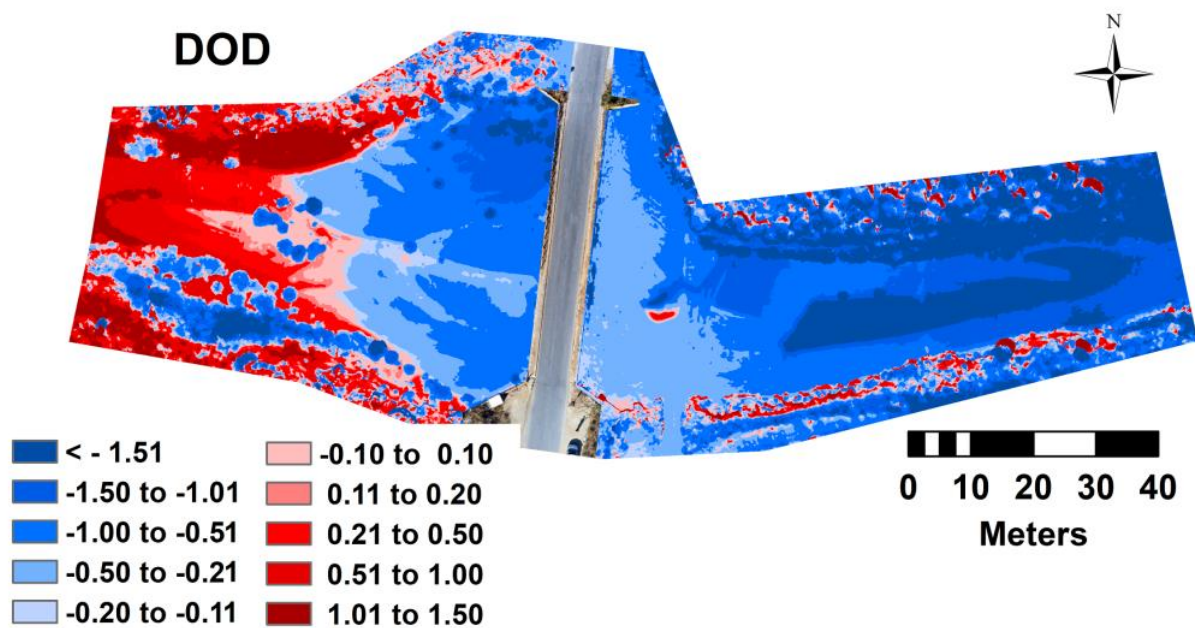 DOD
N
< - 1.51
-1.50 to -1.01
-1.00 to -0.51
-0.50 to -0.21
-0.20 to -0.11
-0.10 to 0.10
0.11 to 0.20
0.21 to 0.50
0.51 to 1.00
1.01 to 1.50
0 10 20 30 40
Meters